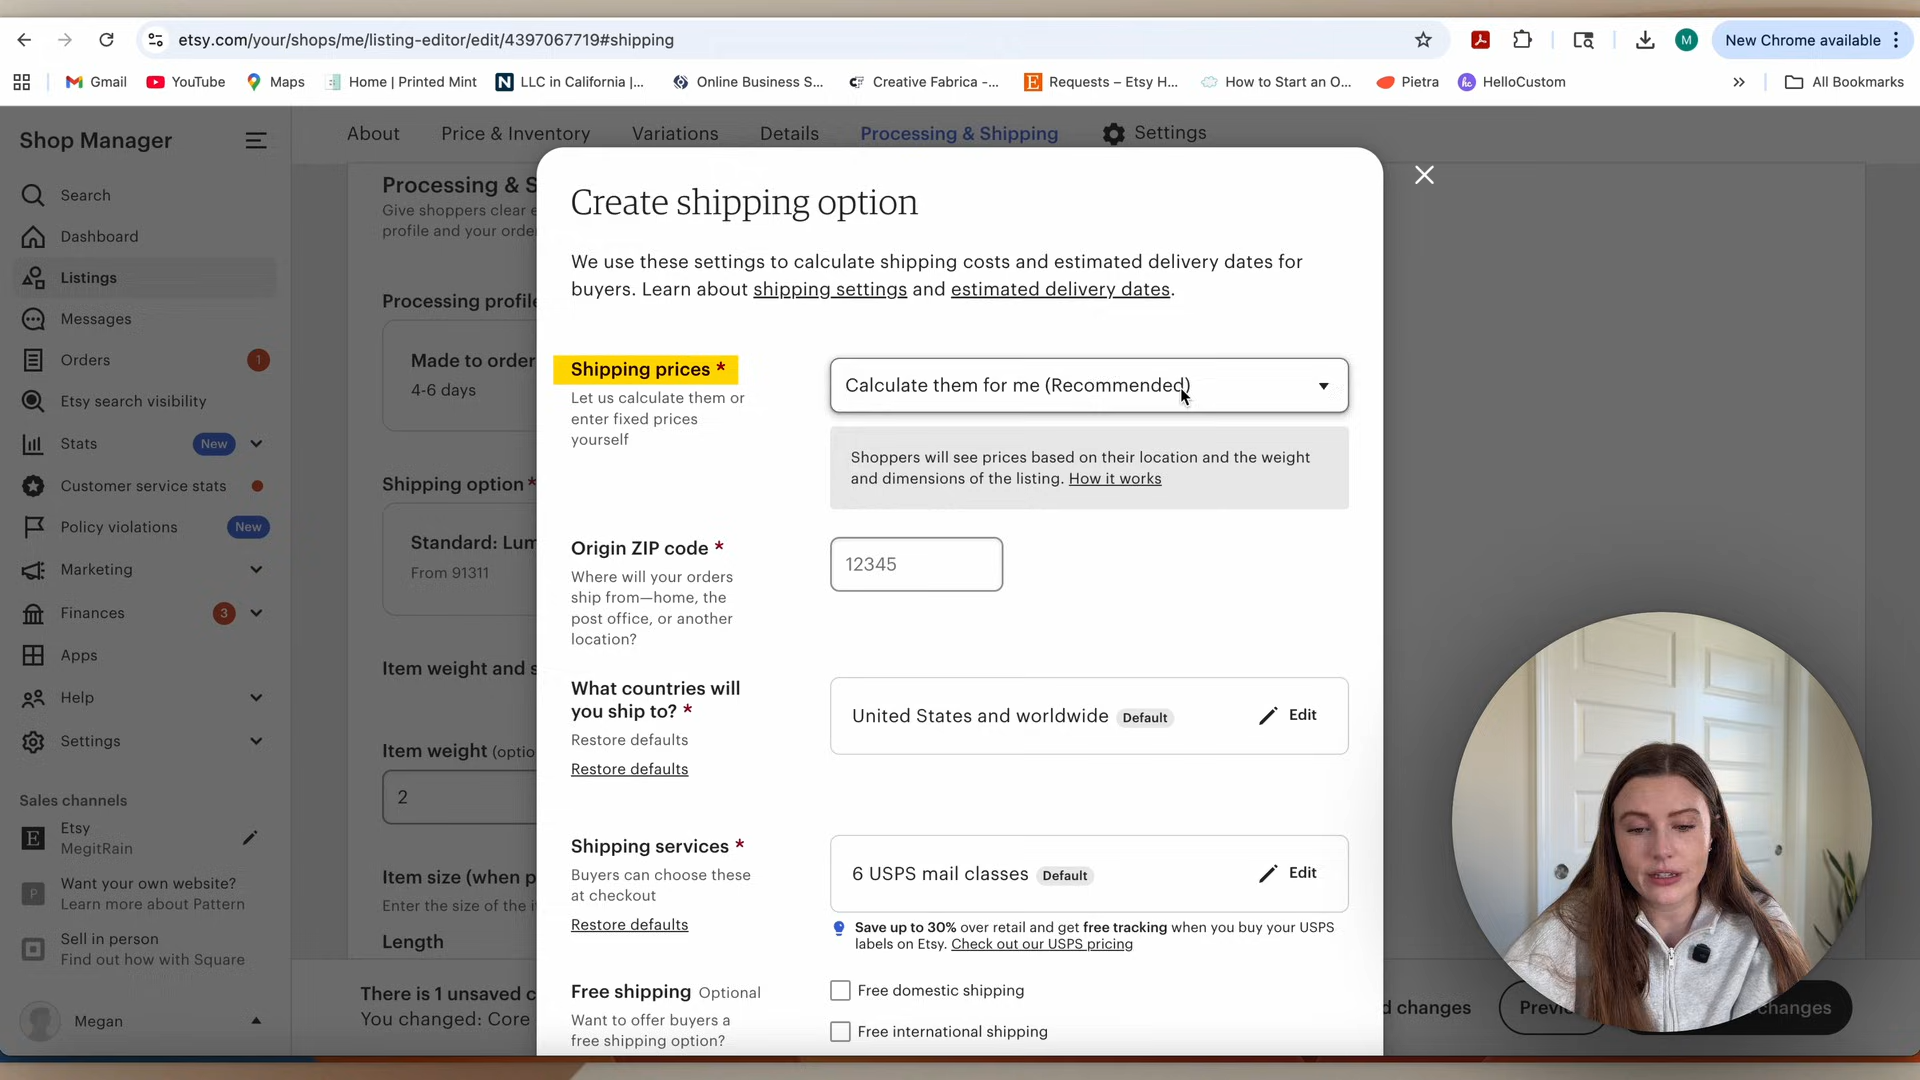 etsy.com/your/shops/me/listing-editor/edit/4397067719#shipping
M
New Chrome available
Gmail
YouTube
Maps
Home | Printed Mint
LLC in California |...
Online Business S...
Creative Fabrica -...
Requests – Etsy H...
How to Start an O...
Pietra
HelloCustom
All Bookmarks
Shop Manager
Search
Dashboard
Listings
Messages
Orders
1
Etsy search visibility
Stats
New
Customer service stats
Policy violations
New
Marketing
Finances
3
Apps
Help
Settings
Sales channels
E
Etsy
MegitRain
P
Want your own website?
Learn more about Pattern
Sell in person
Find out how with Square
Megan
About
Price & Inventory
Variations
Details
Processing & Shipping
Settings
Processing & S
Give shoppers clear e
profile and your orde
Processing profile
Made to order
4-6 days
Shipping option *
Standard: Lum
From 91311
Item weight and s
Item weight (optio
2
Item size (when p
Enter the size of the i
Length
There is 1 unsaved c
You changed: Core
d changes
Previ
changes
Create shipping option
We use these settings to calculate shipping costs and estimated delivery dates for
buyers. Learn about shipping settings and estimated delivery dates.
Shipping prices *
Let us calculate them or
enter fixed prices
yourself
Calculate them for me (Recommended)
Shoppers will see prices based on their location and the weight
and dimensions of the listing. How it works
Origin ZIP code *
Where will your orders
ship from—home, the
post office, or another
location?
12345
What countries will
you ship to? *
Restore defaults
Restore defaults
United States and worldwide Default
Edit
Shipping services *
Buyers can choose these
at checkout
Restore defaults
6 USPS mail classes Default
Edit
Save up to 30% over retail and get free tracking when you buy your USPS
labels on Etsy. Check out our USPS pricing
Free shipping Optional
Want to offer buyers a
free shipping option?
Free domestic shipping
Free international shipping